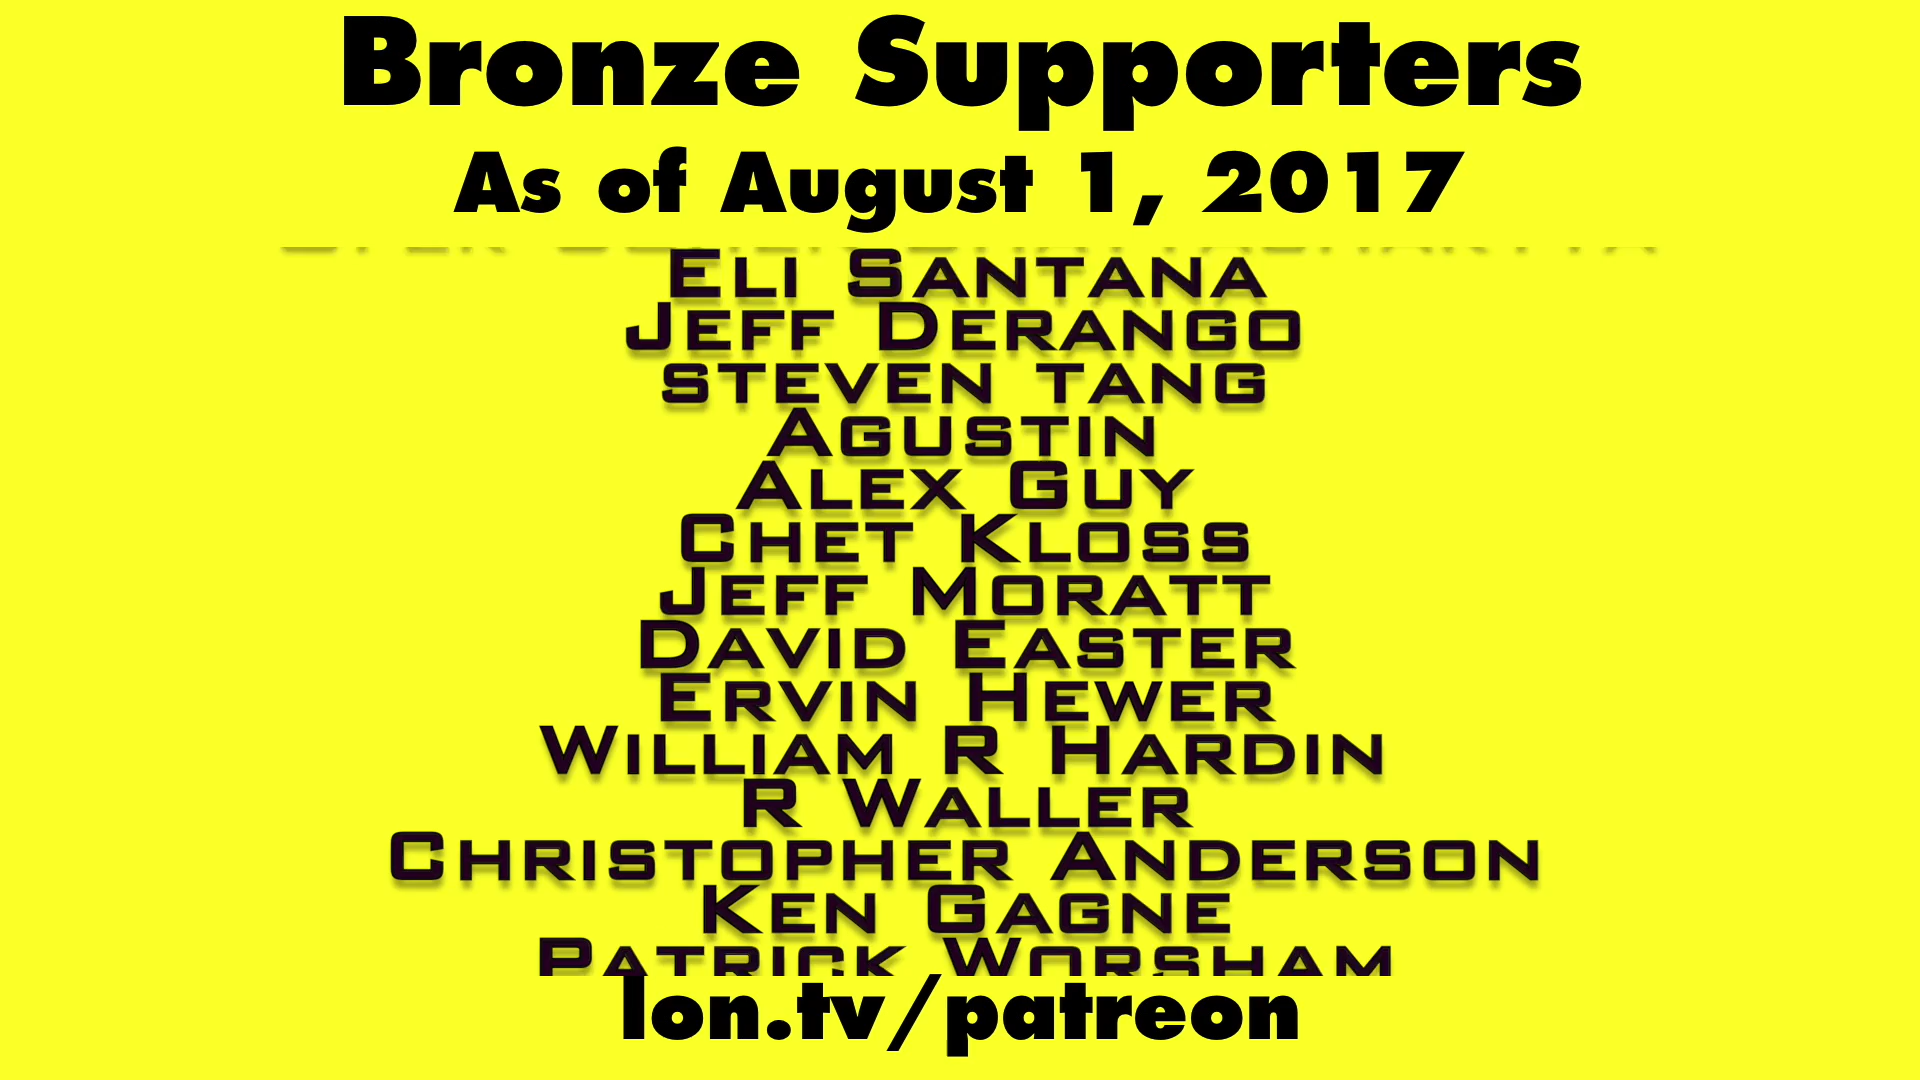 Bronze Supporters
As of August 1, 2017
Eli Santana
Jeff Derango
steven tang
Agustin
Alex Guy
Chet Kloss
Jeff Moratt
David Easter
Ervin Hewer
William R Hardin
R Waller
Christopher Anderson
Ken Gagne
Patrick Worsham
lon.tv/patreon